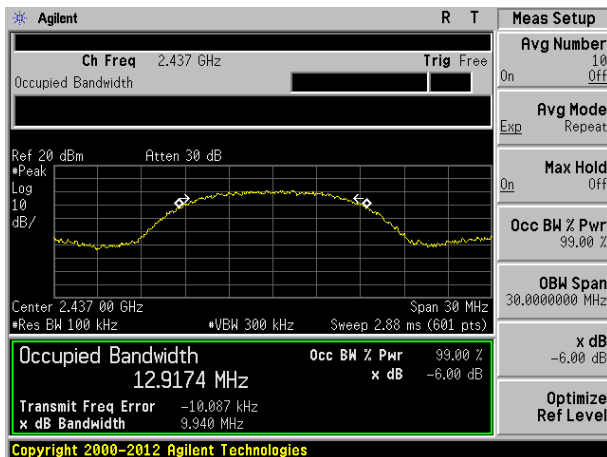 Agilent R T
Ch Freq 2.437 GHz Trig Free
Occupied Bandwidth
Ref 20 dBm Atten 30 dB
#Peak
Log
10
dB/
Center 2.437 00 GHz Span 30 MHz
#Res BW 100 kHz #VBW 300 kHz Sweep 2.88 ms (601 pts)
Occupied Bandwidth Occ BW % Pwr 99.00 %
12.9174 MHz x dB -6.00 dB
Transmit Freq Error -10.087 kHz
x dB Bandwidth 9.940 MHz
Copyright 2000-2012 Agilent Technologies
Meas Setup
Avg Number
10
On Off
Avg Mode
Exp Repeat
Max Hold
On Off
Occ BW % Pwr
99.00 %
OBW Span
30.0000000 MHz
x dB
-6.00 dB
Optimize
Ref Level